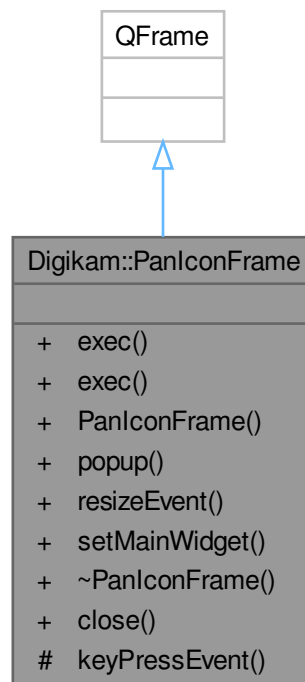 QFrame
Digikam::PanIconFrame
+ exec()
+ exec()
+ PanIconFrame()
+ popup()
+ resizeEvent()
+ setMainWidget()
+ ~PanIconFrame()
+ close()
# keyPressEvent()